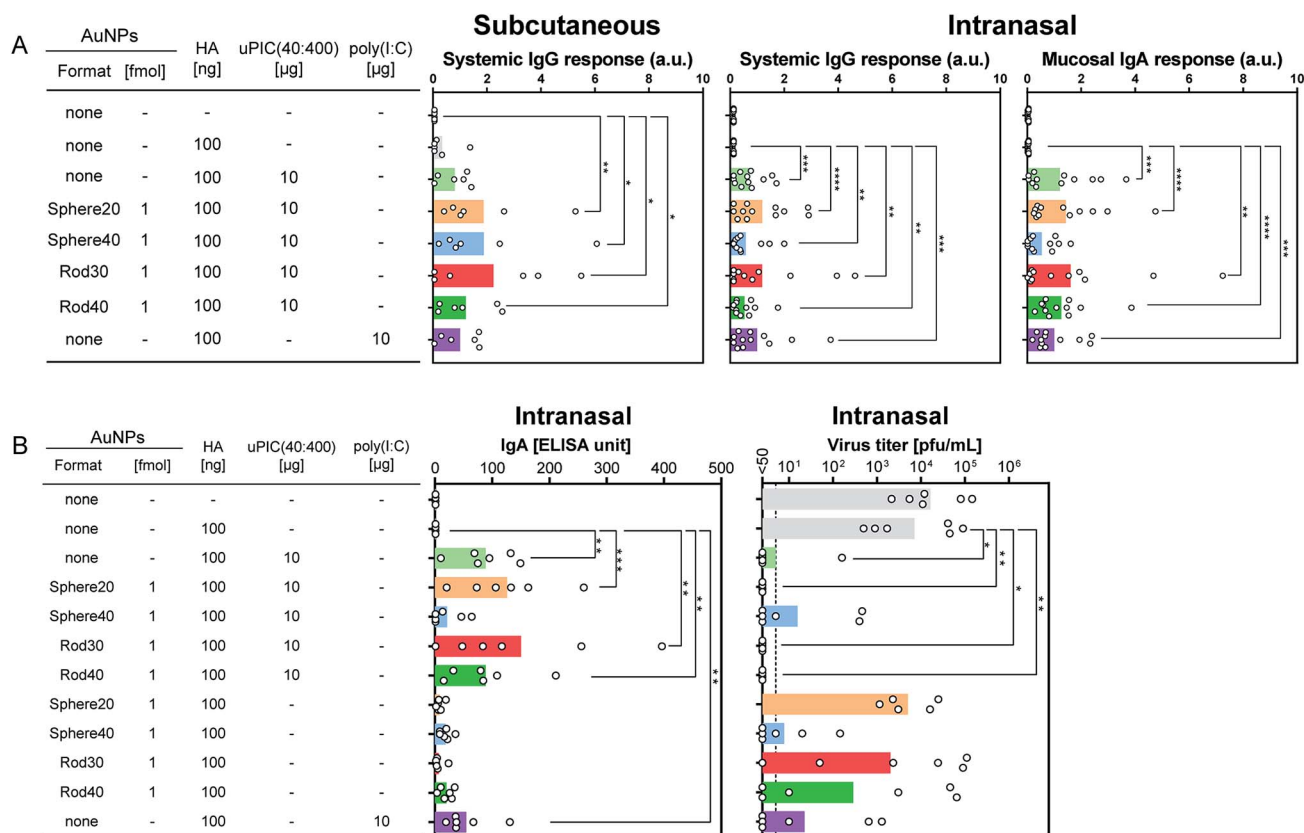 A
Subcutaneous
Intranasal
AuNPs HA [ng] uPIC(40:400) [µg] poly(I:C) [µg]
Format [fmol]
Systemic IgG response (a.u.)
Systemic IgG response (a.u.)
Mucosal IgA response (a.u.)
0 2 4 6 8 10
0 2 4 6 8 10
0 2 4 6 8 10
none - - - -
none - 100 - -
none - 100 10 -
Sphere20 1 100 10 -
Sphere40 1 100 10 -
Rod30 1 100 10 -
Rod40 1 100 10 -
none - 100 - 10
** * * *
*** **** ** ** ** ***
*** **** ** **** ***
B
Intranasal
Intranasal
AuNPs HA [ng] uPIC(40:400) [µg] poly(I:C) [µg]
Format [fmol]
IgA [ELISA unit]
Virus titer [pfu/mL]
0 100 200 300 400 500
<50 10¹ 10² 10³ 10⁴ 10⁵ 10⁶
none - - - -
none - 100 - -
none - 100 10 -
Sphere20 1 100 10 -
Sphere40 1 100 10 -
Rod30 1 100 10 -
Rod40 1 100 10 -
Sphere20 1 100 - -
Sphere40 1 100 - -
Rod30 1 100 - -
Rod40 1 100 - -
none - 100 - 10
** *** ** ** **
* ** * **